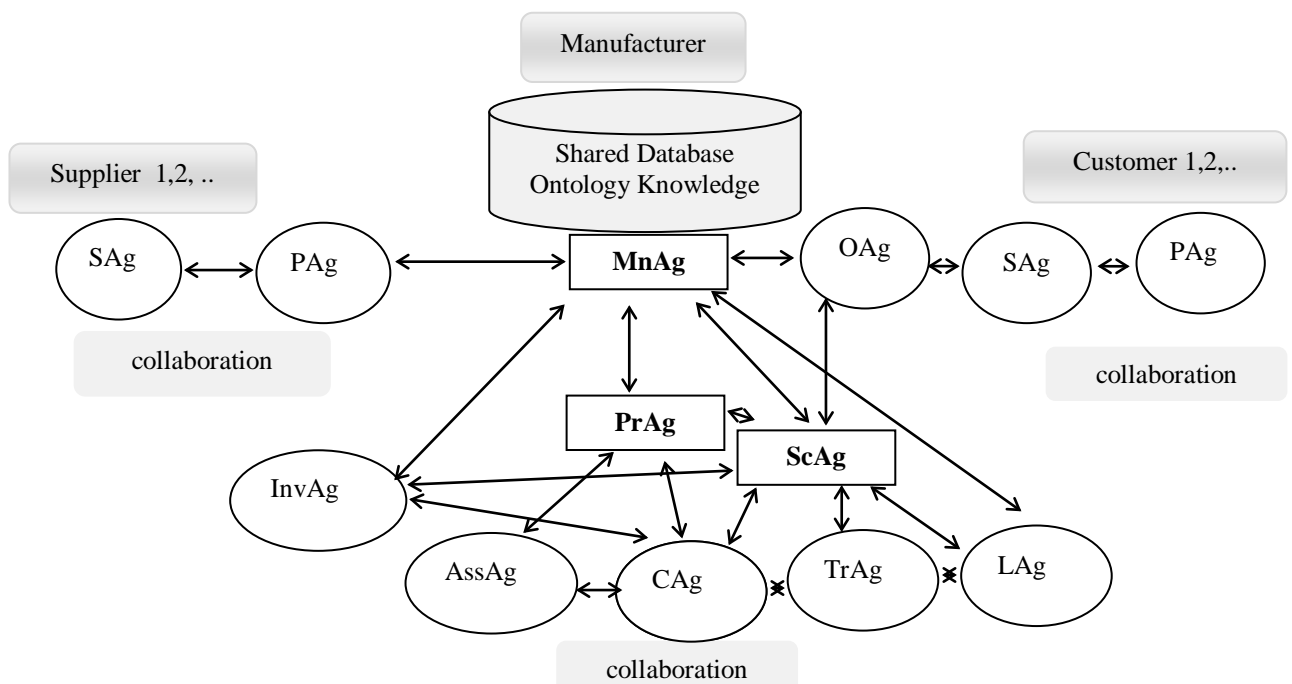 Manufacturer
Shared Database
Ontology Knowledge
Supplier 1,2, ..
Customer 1,2,..
SAg
PAg
MnAg
OAg
SAg
PAg
collaboration
collaboration
PrAg
ScAg
InvAg
AssAg
CAg
TrAg
LAg
collaboration